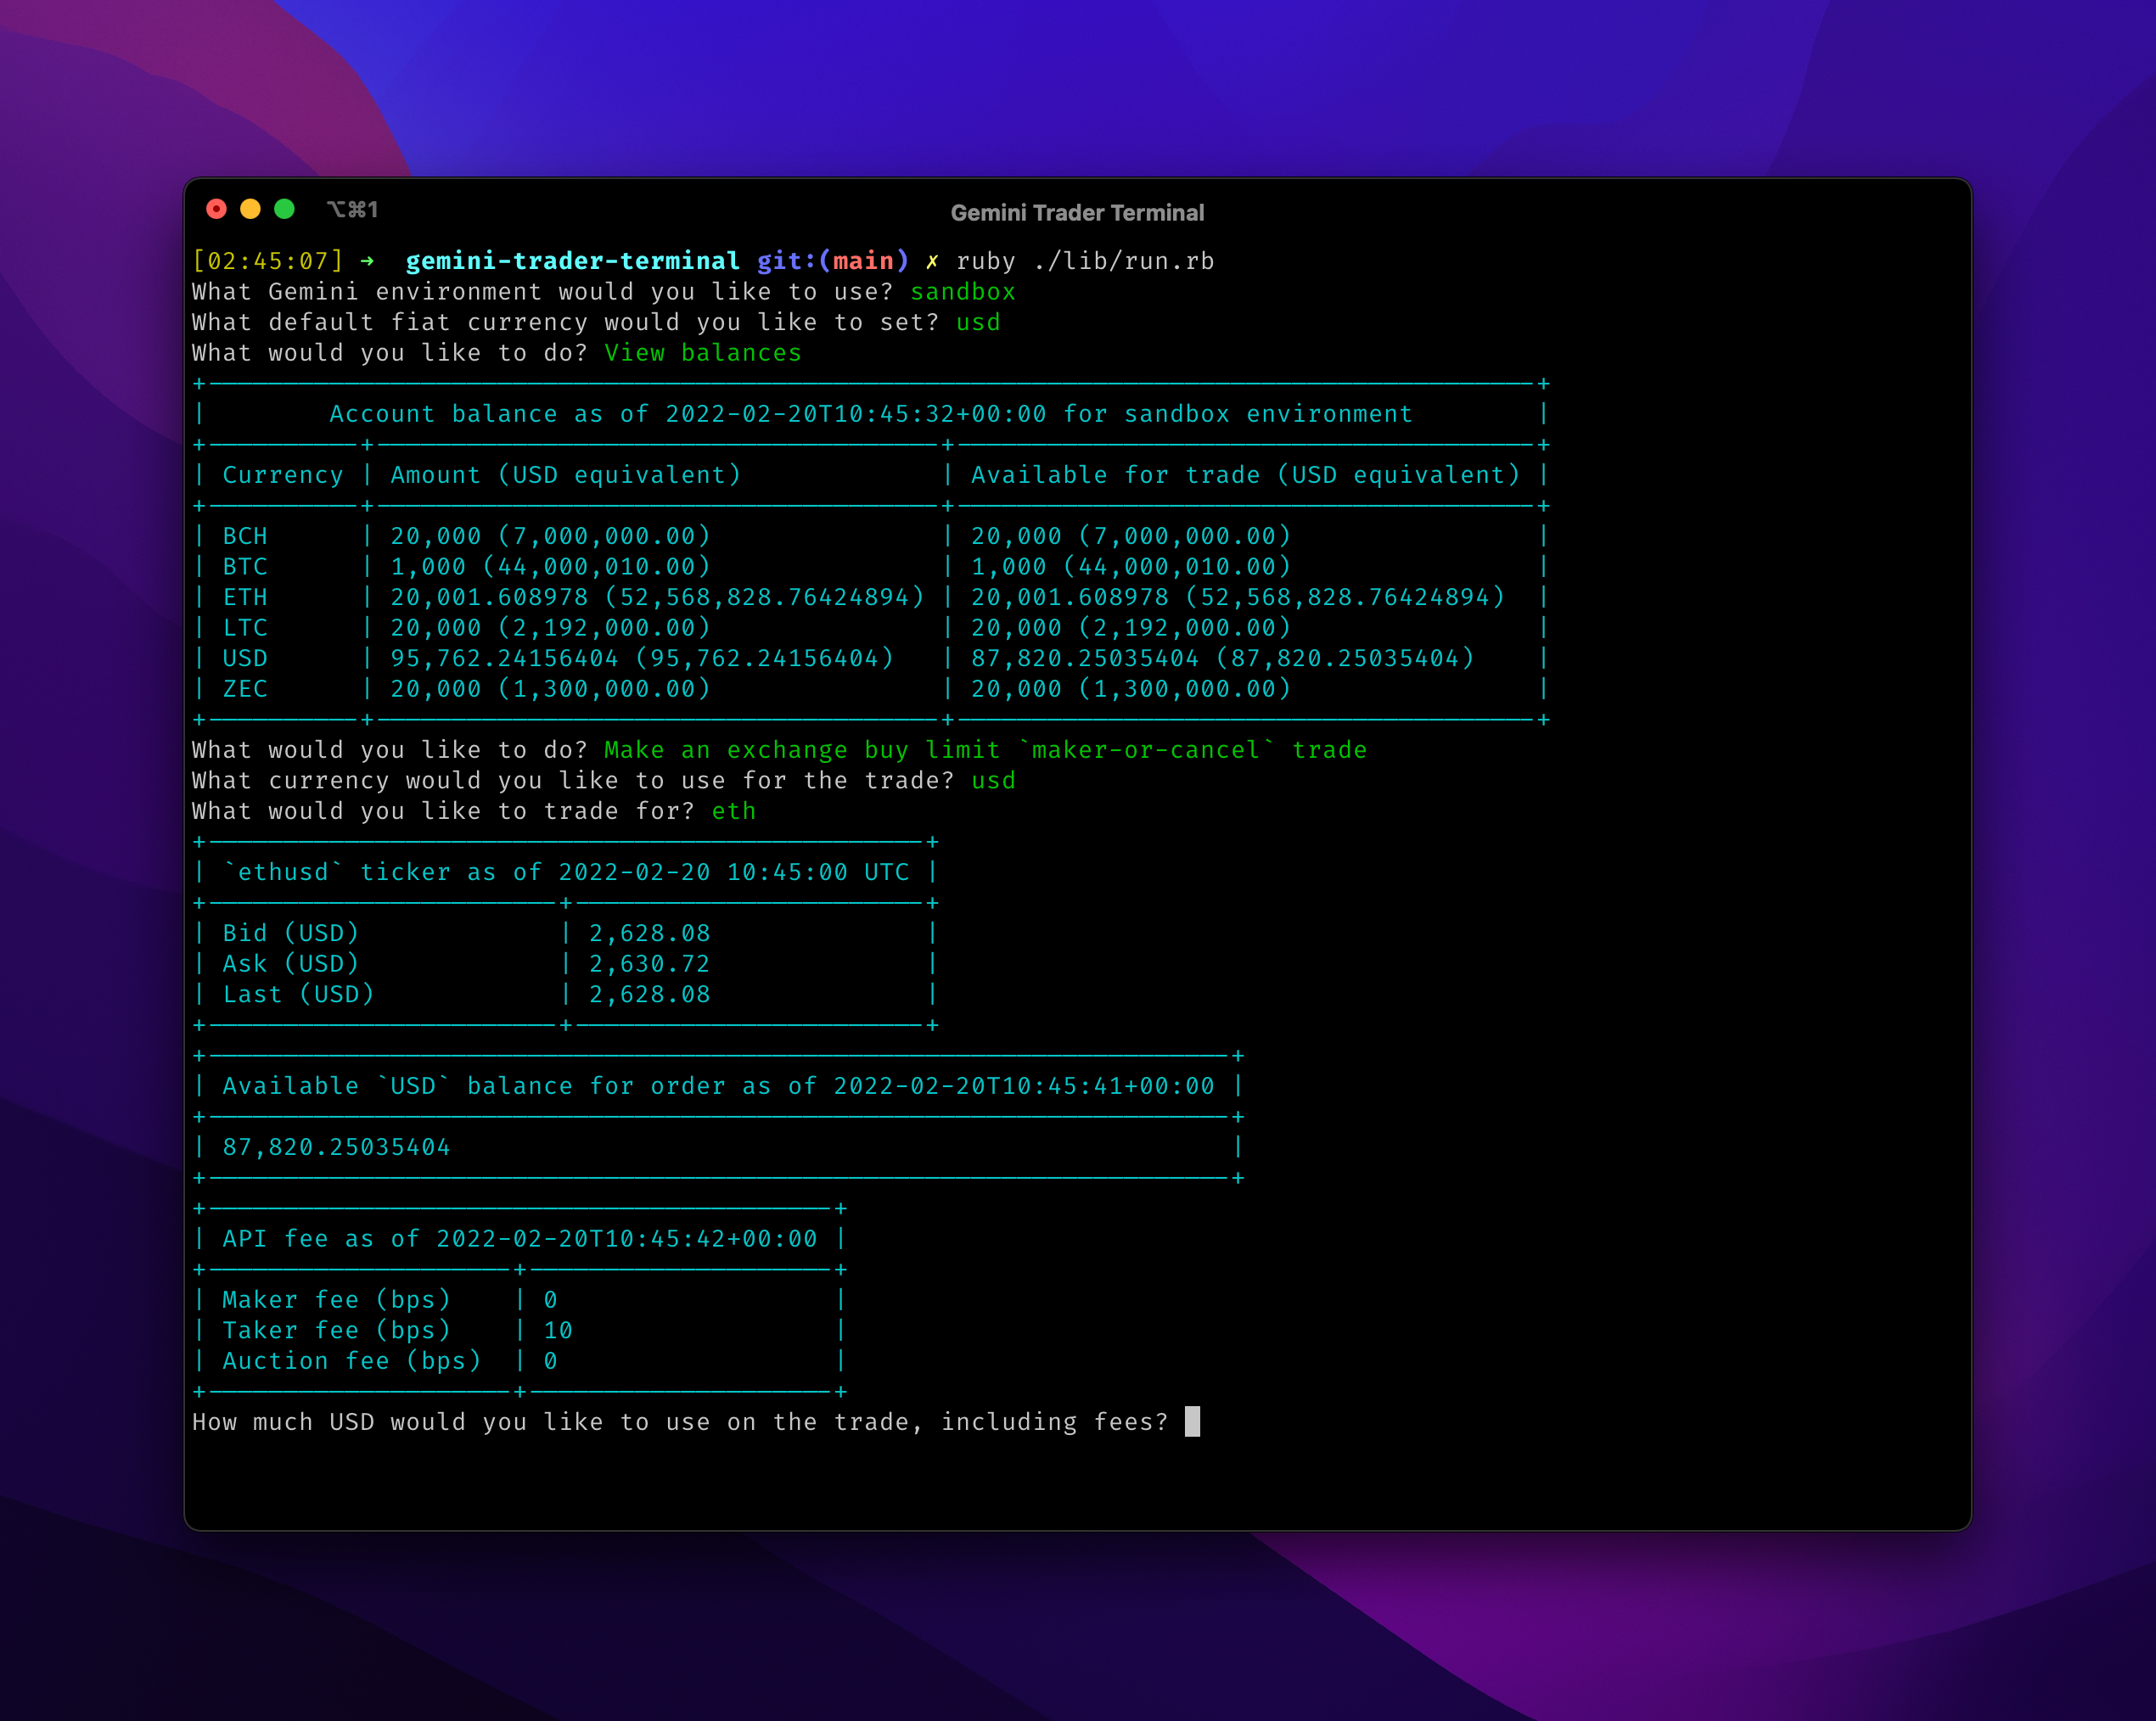 ⌥⌘1
Gemini Trader Terminal
[02:45:07] → gemini-trader-terminal git:(main) ✗ ruby ./lib/run.rb
What Gemini environment would you like to use? sandbox
What default fiat currency would you like to set? usd
What would you like to do? View balances
Account balance as of 2022-02-20T10:45:32+00:00 for sandbox environment
| Currency | Amount (USD equivalent) | Available for trade (USD equivalent) |
| BCH | 20,000 (7,000,000.00) | 20,000 (7,000,000.00) |
| BTC | 1,000 (44,000,010.00) | 1,000 (44,000,010.00) |
| ETH | 20,001.608978 (52,568,828.76424894) | 20,001.608978 (52,568,828.76424894) |
| LTC | 20,000 (2,192,000.00) | 20,000 (2,192,000.00) |
| USD | 95,762.24156404 (95,762.24156404) | 87,820.25035404 (87,820.25035404) |
| ZEC | 20,000 (1,300,000.00) | 20,000 (1,300,000.00) |
What would you like to do? Make an exchange buy limit `maker-or-cancel` trade
What currency would you like to use for the trade? usd
What would you like to trade for? eth
| `ethusd` ticker as of 2022-02-20 10:45:00 UTC |
| Bid (USD) | 2,628.08 |
| Ask (USD) | 2,630.72 |
| Last (USD) | 2,628.08 |
| Available `USD` balance for order as of 2022-02-20T10:45:41+00:00 |
| 87,820.25035404 |
| API fee as of 2022-02-20T10:45:42+00:00 |
| Maker fee (bps) | 0 |
| Taker fee (bps) | 10 |
| Auction fee (bps) | 0 |
How much USD would you like to use on the trade, including fees?